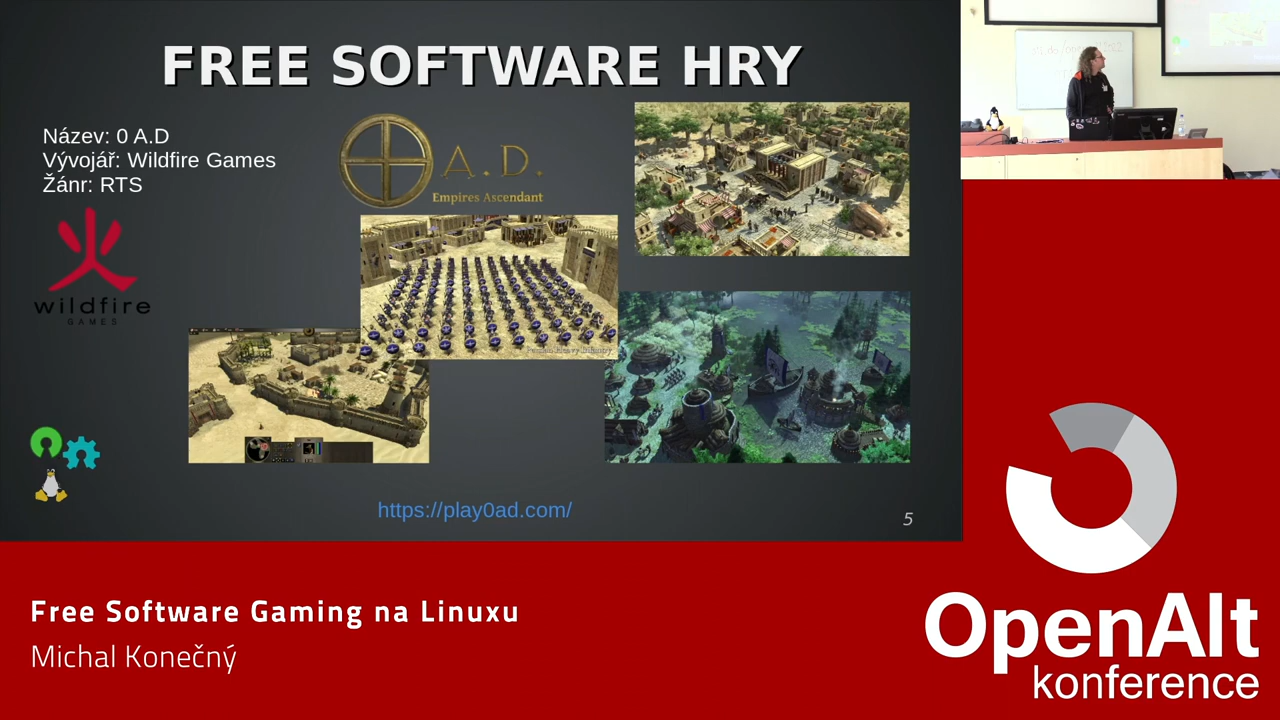 FREE SOFTWARE HRY
Název: 0 A.D
Vývojář: Wildfire Games
Žánr: RTS
A.D.
Empires Ascendant
wildfire
GAMES
https://play0ad.com/
5
Free Software Gaming na Linuxu
Michal Konečný
OpenAlt
konference